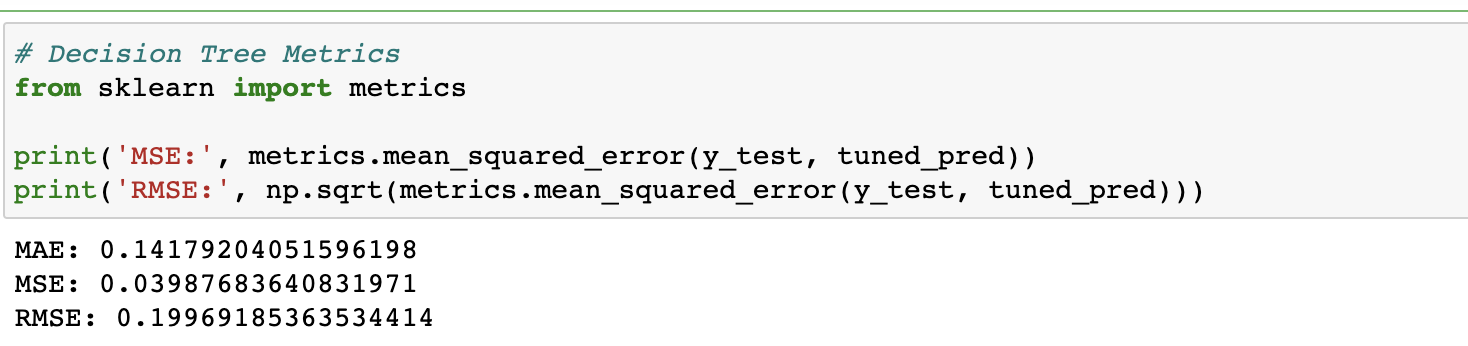 # Decision Tree Metrics
from sklearn import metrics
print('MSE:', metrics.mean_squared_error(y_test, tuned_pred))
print('RMSE:', np.sqrt(metrics.mean_squared_error(y_test, tuned_pred)))
MAE: 0.14179204051596198
MSE: 0.03987683640831971
RMSE: 0.19969185363534414